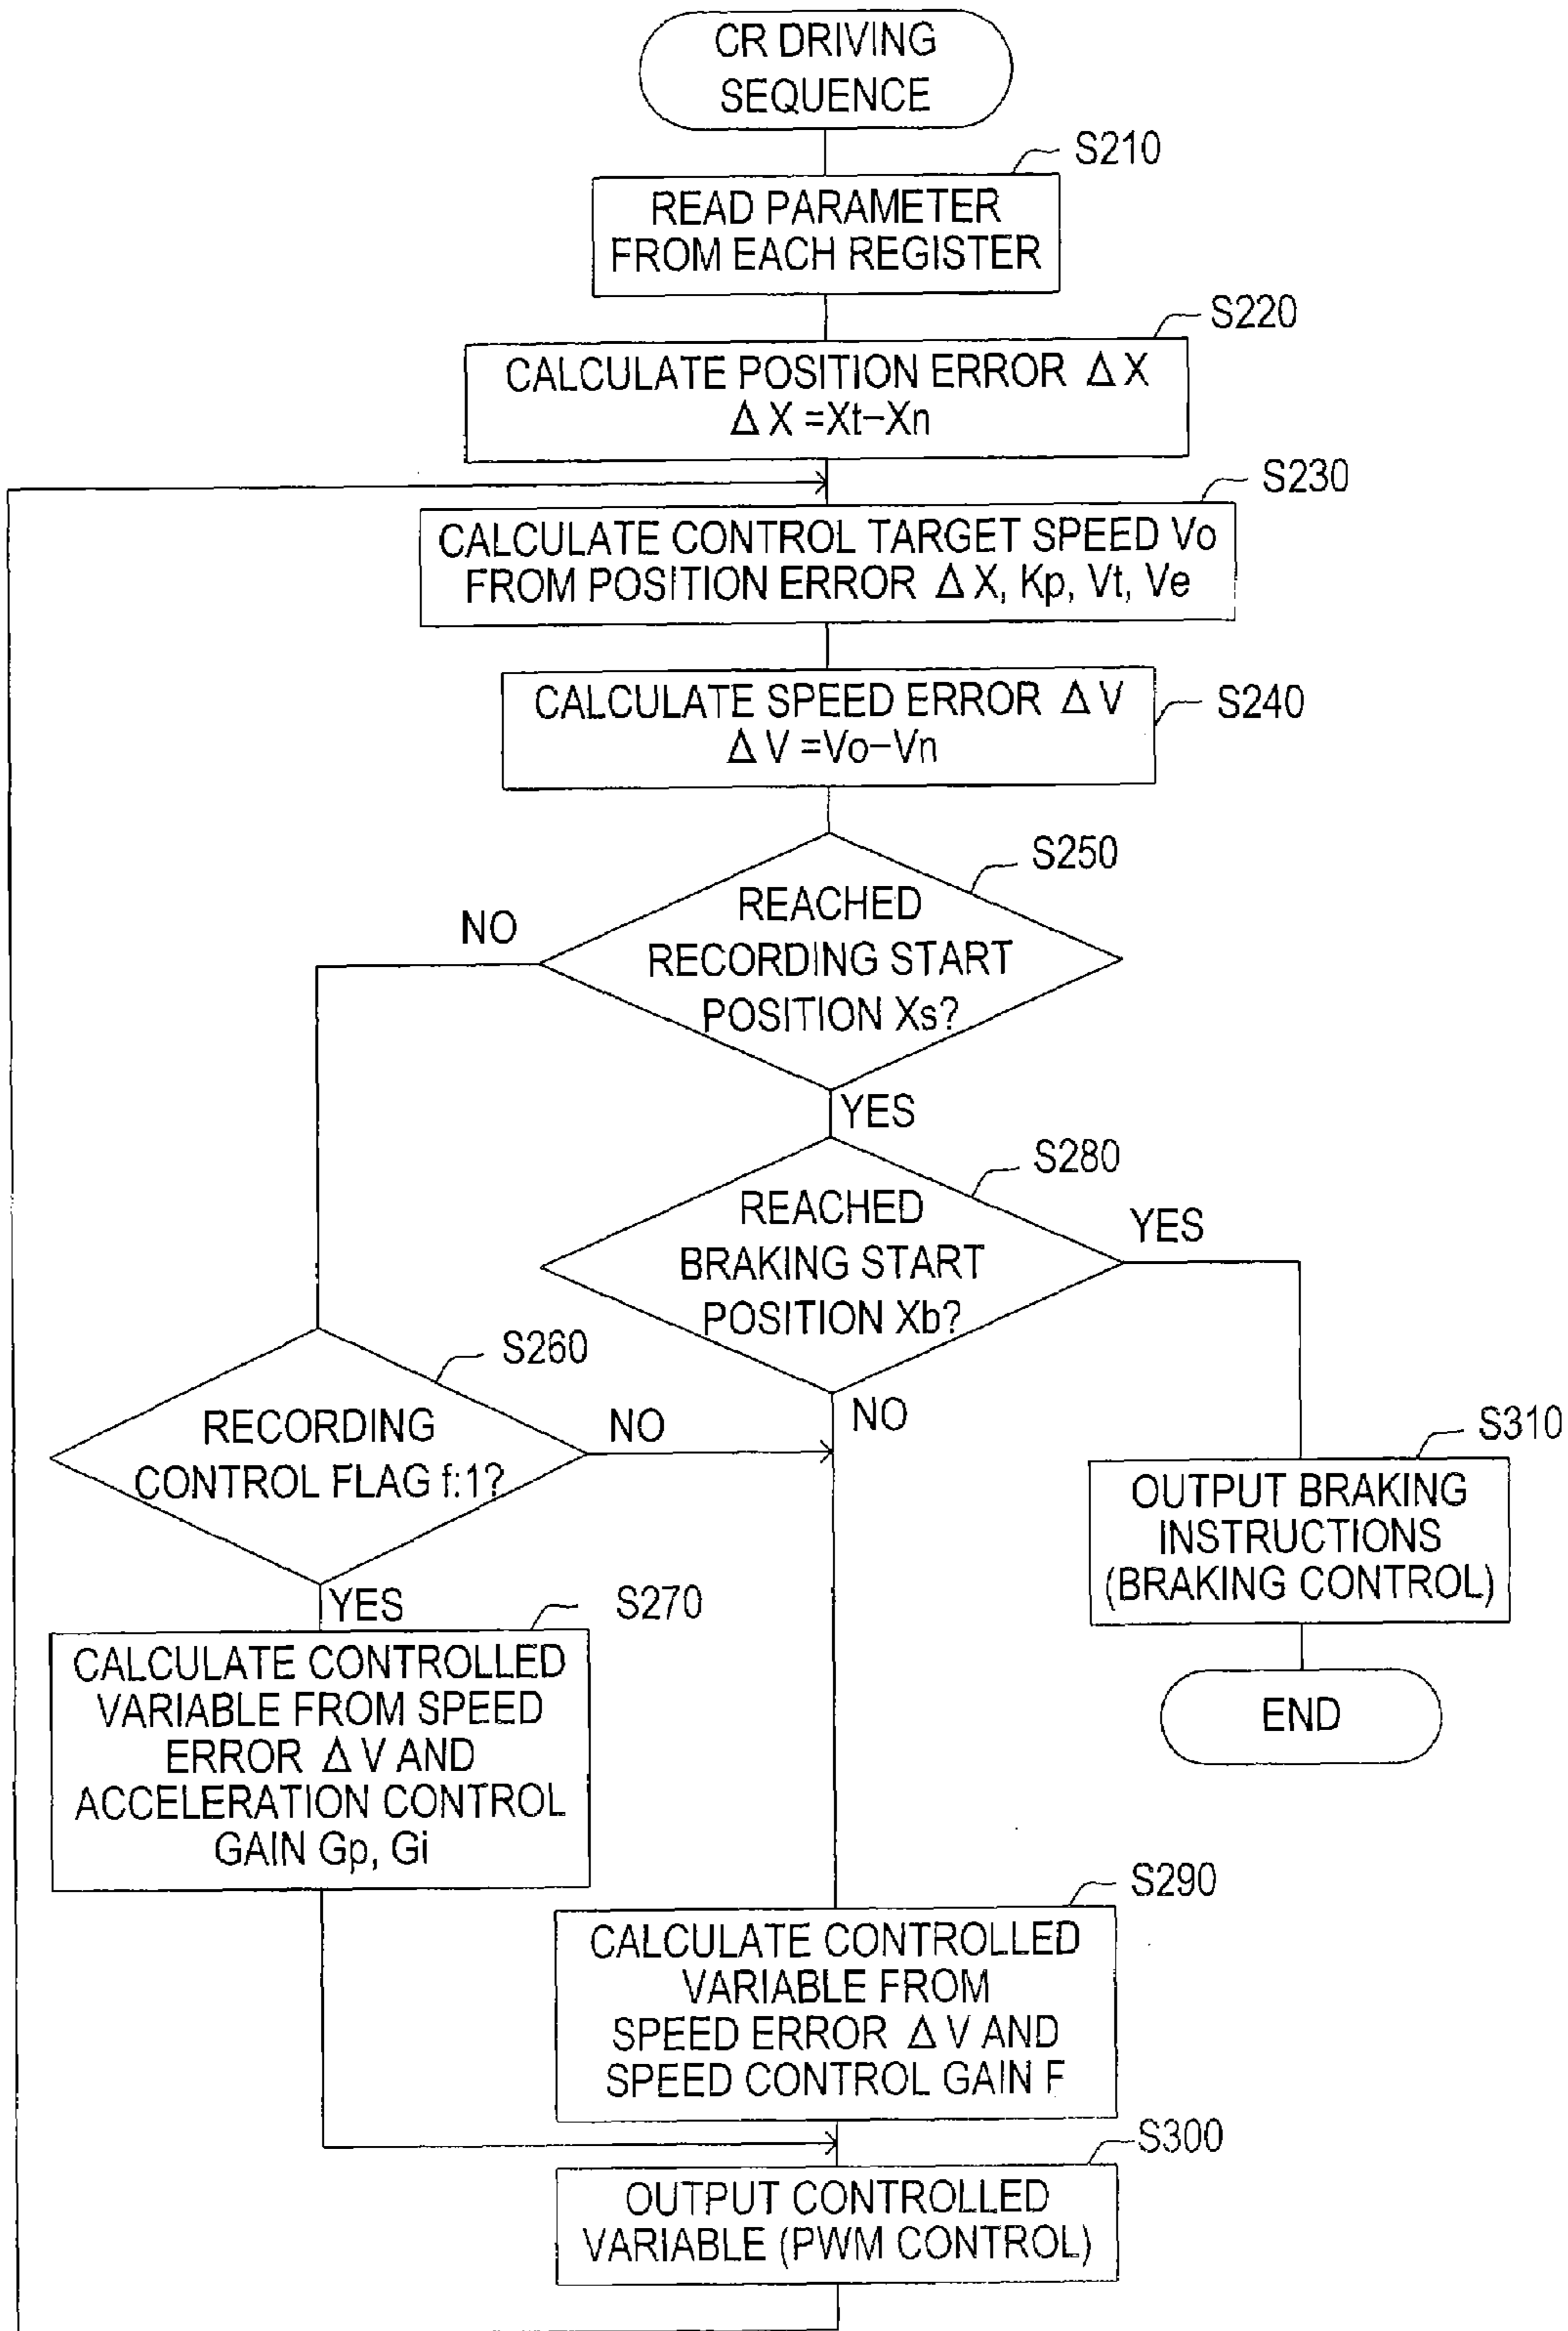 CR DRIVING
SEQUENCE
S210
READ PARAMETER
FROM EACH REGISTER
S220
CALCULATE POSITION ERROR ΔX
ΔX =Xt−Xn
S230
CALCULATE CONTROL TARGET SPEED Vo
FROM POSITION ERROR ΔX, Kp, Vt, Ve
CALCULATE SPEED ERROR ΔV
ΔV =Vo−Vn
S240
S250
REACHED
RECORDING START
POSITION Xs?
NO
YES
S280
REACHED
BRAKING START
POSITION Xb?
YES
NO
S260
RECORDING
CONTROL FLAG f:1?
NO
YES
S310
OUTPUT BRAKING
INSTRUCTIONS
(BRAKING CONTROL)
END
S270
CALCULATE CONTROLLED
VARIABLE FROM SPEED
ERROR ΔV AND
ACCELERATION CONTROL
GAIN Gp, Gi
S290
CALCULATE CONTROLLED
VARIABLE FROM
SPEED ERROR ΔV AND
SPEED CONTROL GAIN F
S300
OUTPUT CONTROLLED
VARIABLE (PWM CONTROL)